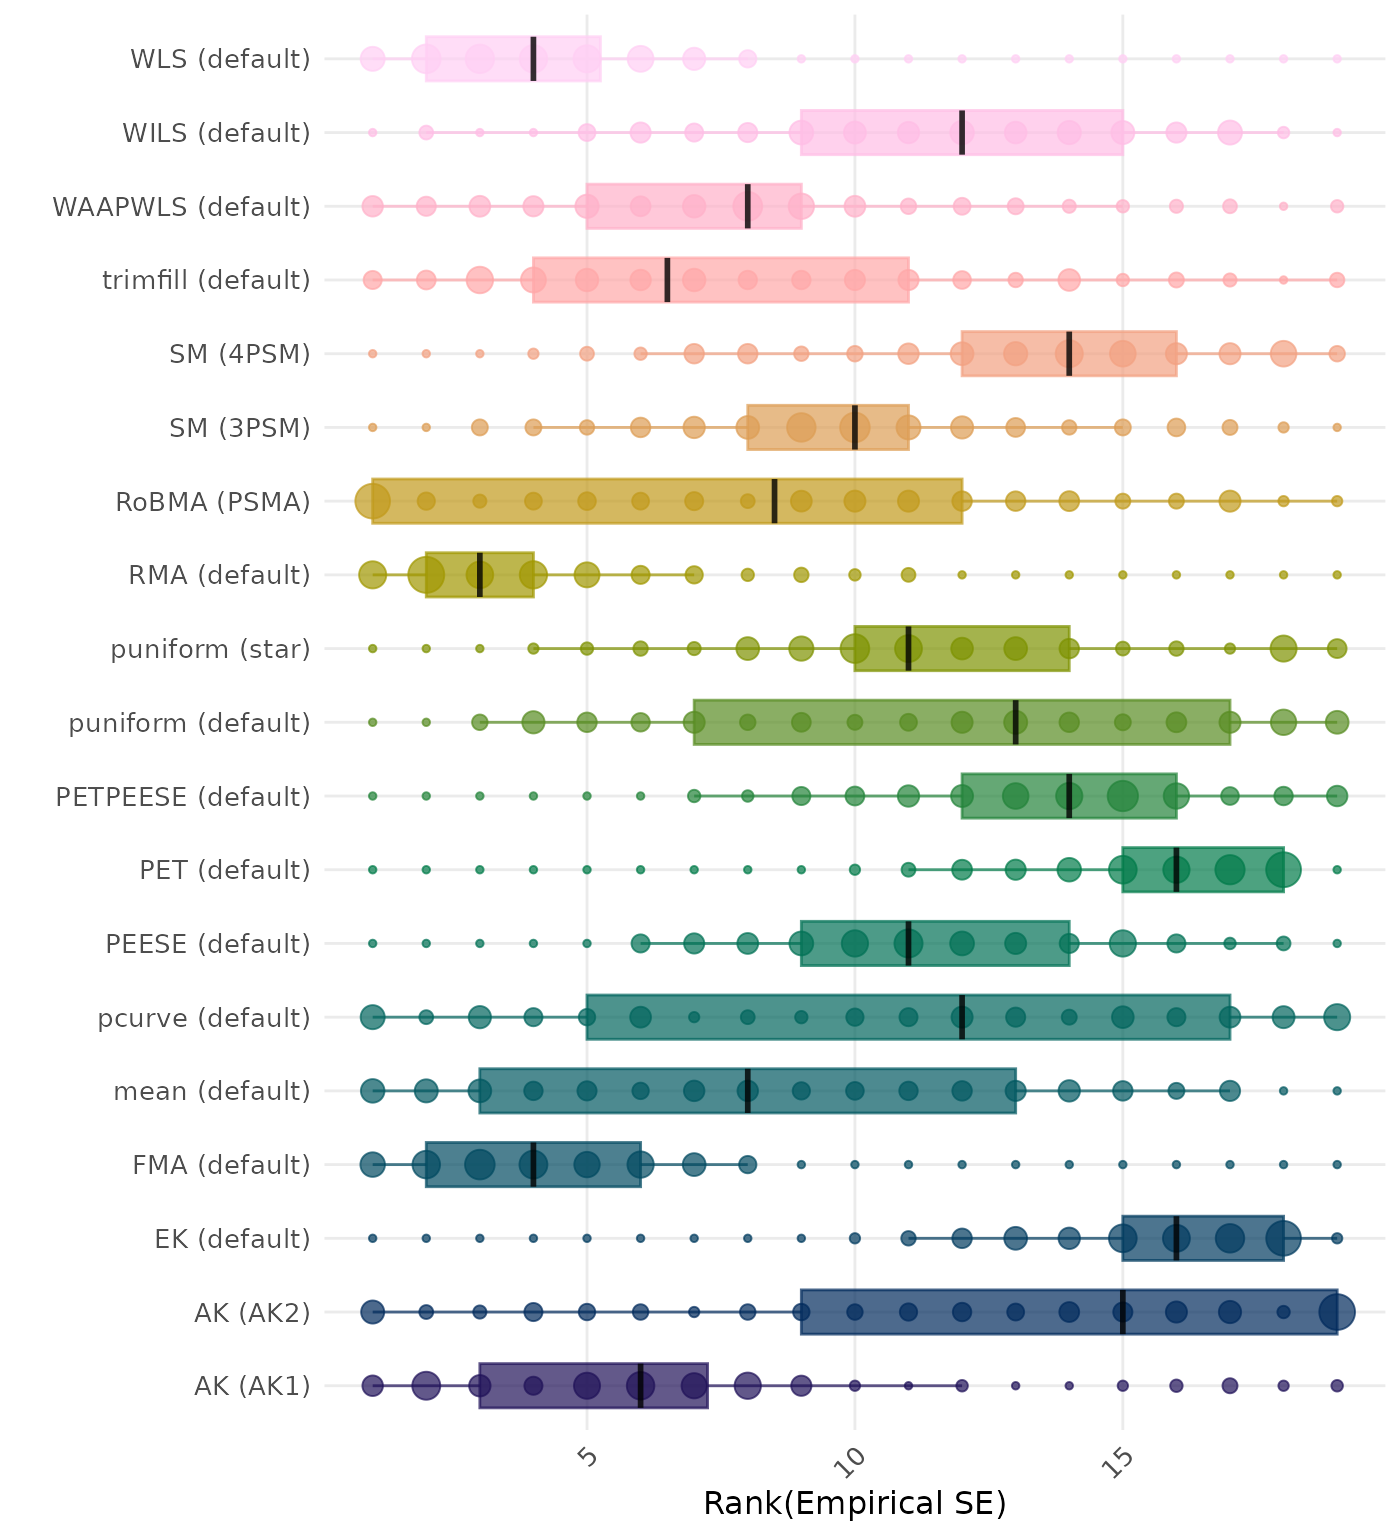 WLS (default)
WILS (default)
WAAPWLS (default)
trimfill (default)
SM (4PSM)
SM (3PSM)
RoBMA (PSMA)
RMA (default)
puniform (star)
puniform (default)
PETPEESE (default)
PET (default)
PEESE (default)
pcurve (default)
mean (default)
FMA (default)
EK (default)
AK (AK2)
AK (AK1)
5
10
15
Rank(Empirical SE)